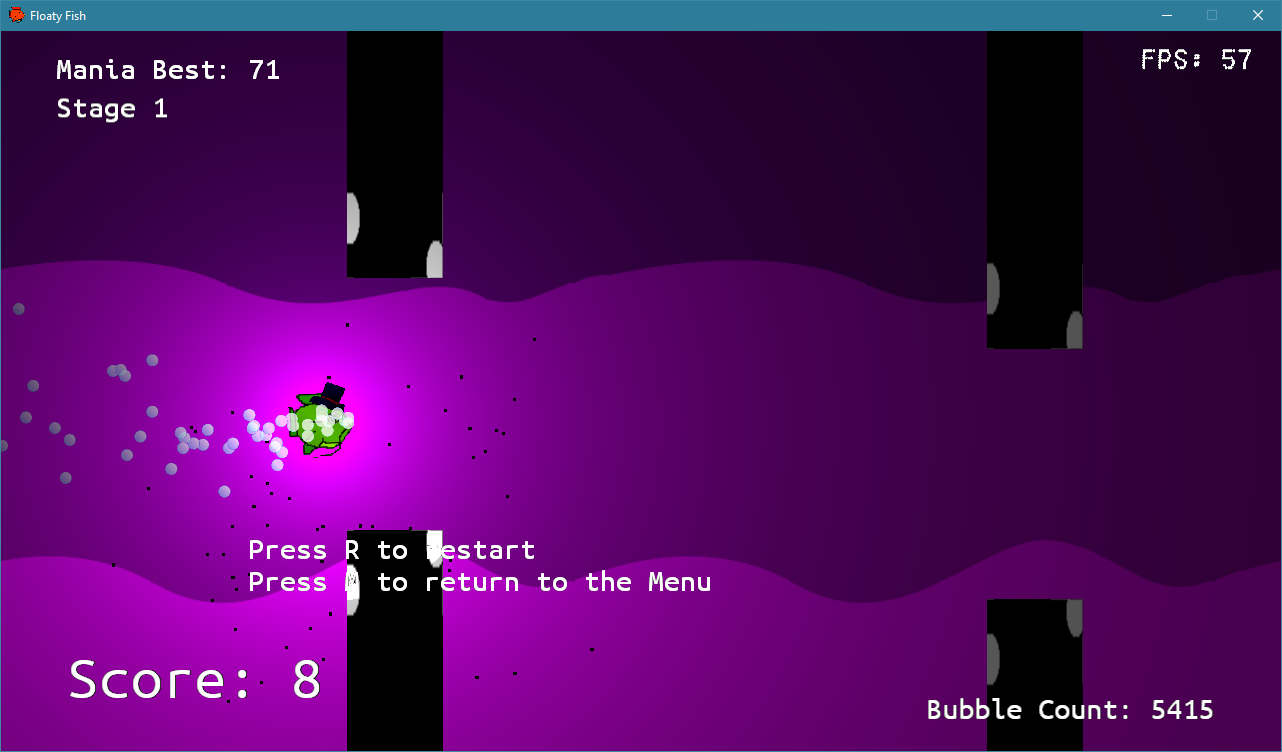 Floaty Fish
Mania Best: 71
FPS: 57
Stage 1
Press R to restart
Press M to return to the Menu
Score: 8
Bubble Count: 5415